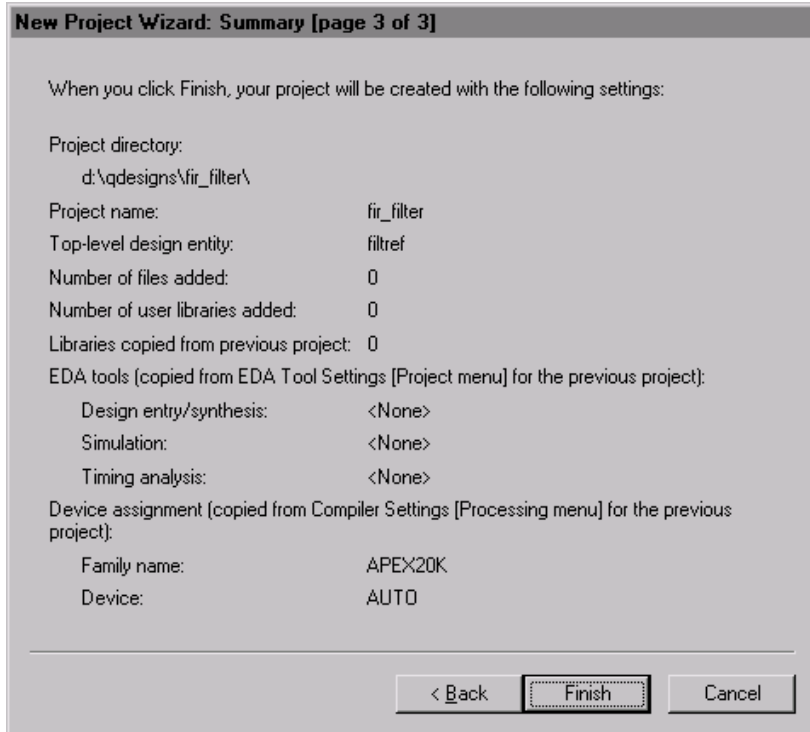 New Project Wizard: Summary [page 3 of 3]
When you click Finish, your project will be created with the following settings:
Project directory:
d:\qdesigns\fir_filter\
Project name: fir_filter
Top-level design entity: filtref
Number of files added: 0
Number of user libraries added: 0
Libraries copied from previous project: 0
EDA tools (copied from EDA Tool Settings [Project menu] for the previous project):
Design entry/synthesis: <None>
Simulation: <None>
Timing analysis: <None>
Device assignment (copied from Compiler Settings [Processing menu] for the previous
project):
Family name: APEX20K
Device: AUTO
< Back Finish Cancel